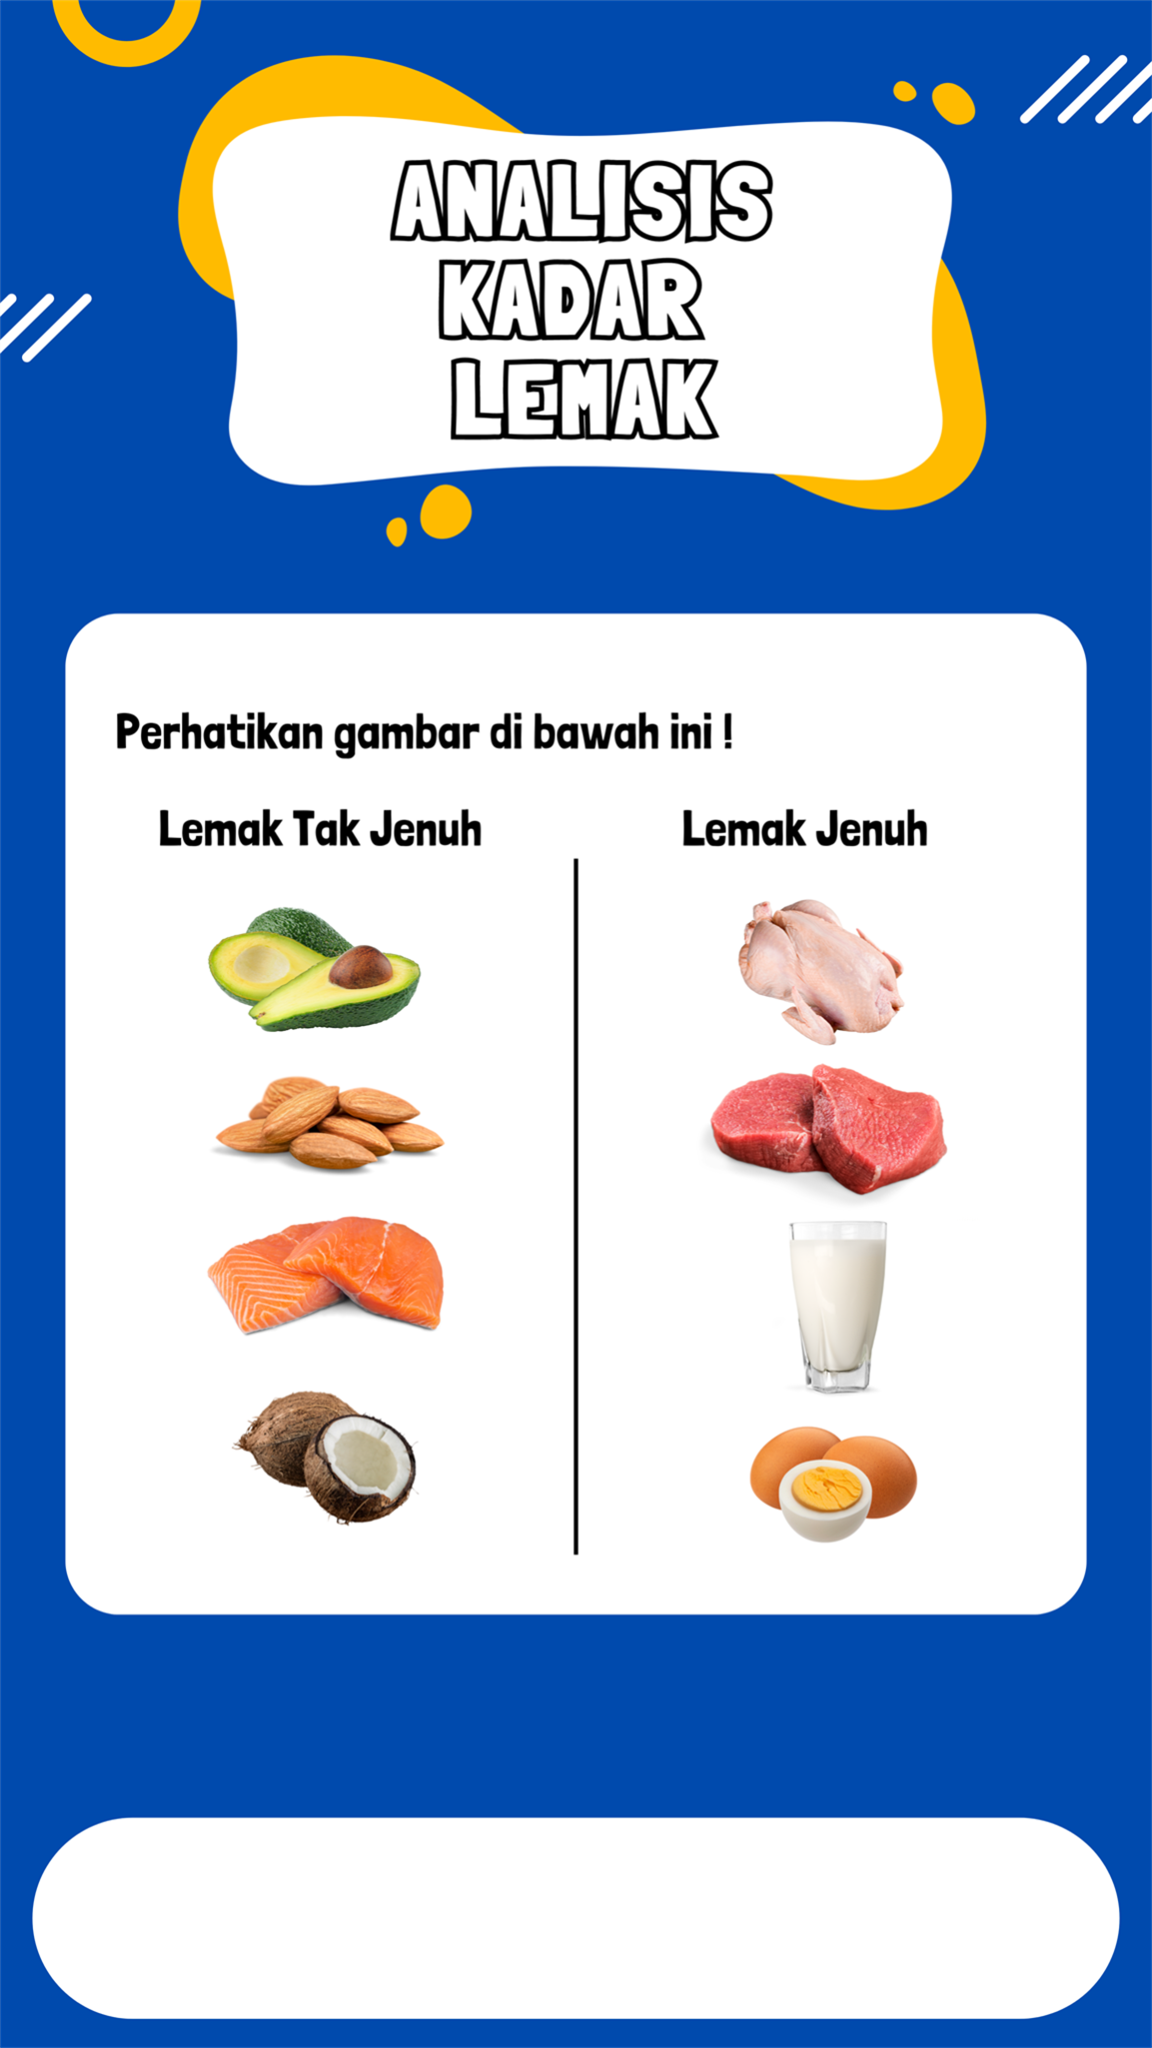 ANALISIS
KADAR
LEMAK
Perhatikan gambar di bawah ini !
Lemak Tak Jenuh
Lemak Jenuh